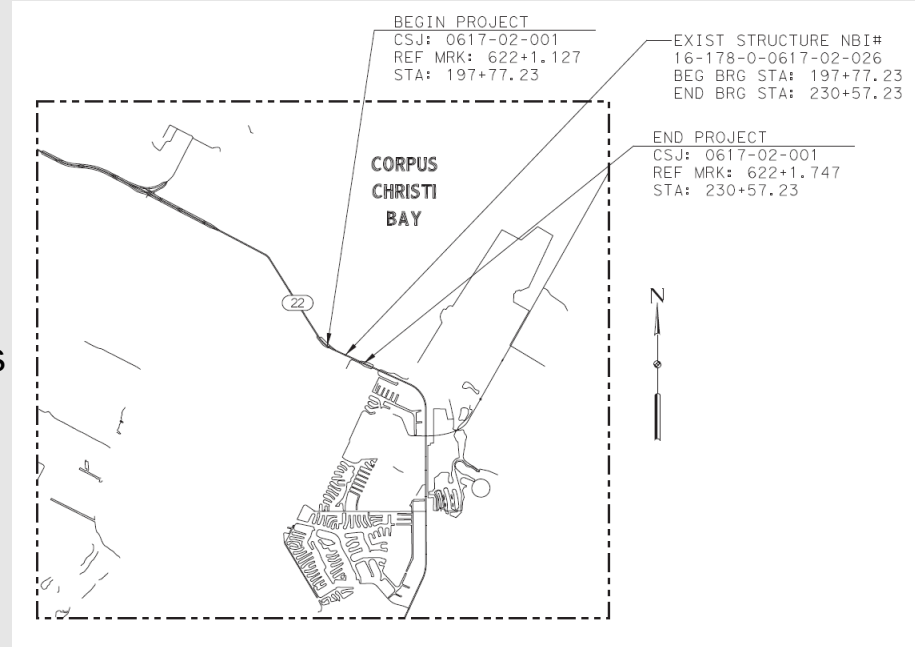 BEGIN PROJECT
CSJ: 0617-02-001
REF MRK: 622+1.127
STA: 197+77.23
EXIST STRUCTURE NBI#
16-178-0-0617-02-026
BEG BRG STA: 197+77.23
END BRG STA: 230+57.23
END PROJECT
CSJ: 0617-02-001
REF MRK: 622+1.747
STA: 230+57.23
CORPUS
CHRISTI
BAY
22
N
s